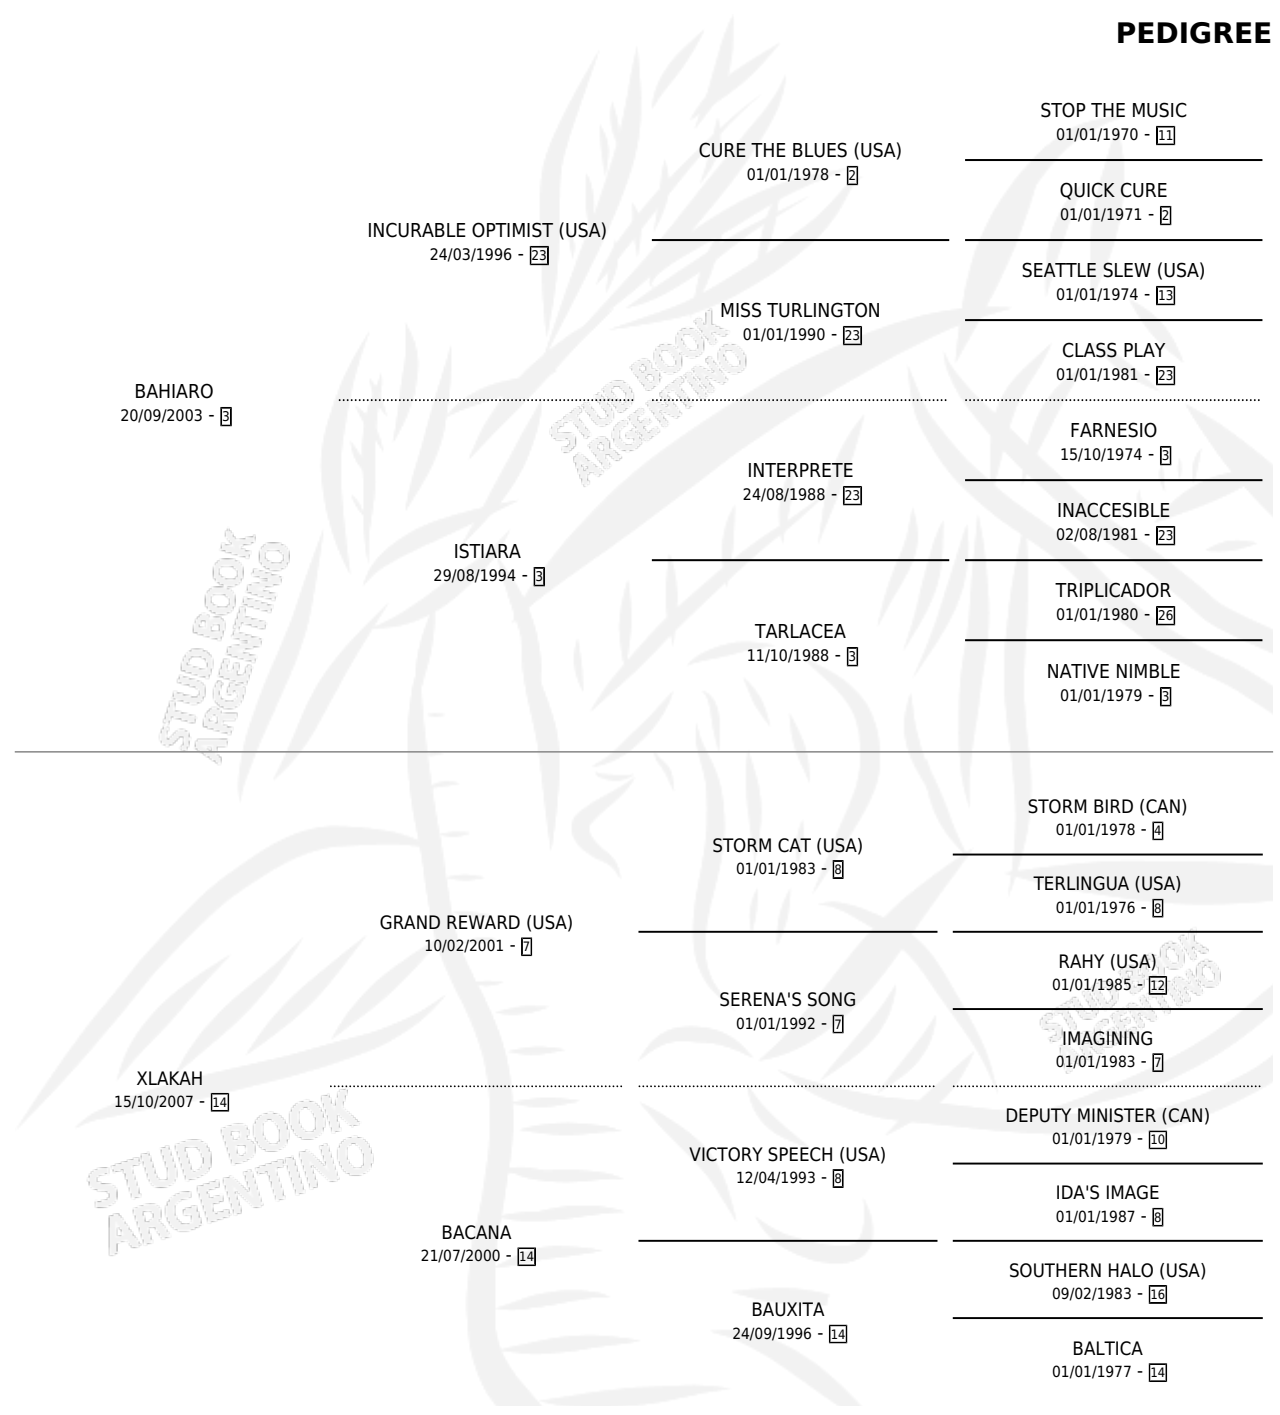 PEDIGREE
STOP THE MUSIC
01/01/1970 - 11
CURE THE BLUES (USA)
01/01/1978 - 2
QUICK CURE
01/01/1971 - 2
INCURABLE OPTIMIST (USA)
24/03/1996 - 23
SEATTLE SLEW (USA)
01/01/1974 - 13
MISS TURLINGTON
01/01/1990 - 23
CLASS PLAY
01/01/1981 - 23
BAHIARO
20/09/2003 - 3
STUD BOOK
ARGENTINO
FARNESIO
15/10/1974 - 3
INTERPRETE
24/08/1988 - 23
INACCESIBLE
02/08/1981 - 23
ISTIARA
29/08/1994 - 3
TRIPLICADOR
01/01/1980 - 26
TARLACEA
11/10/1988 - 3
NATIVE NIMBLE
01/01/1979 - 3
STUD BOOK
ARGENTINO
STORM BIRD (CAN)
01/01/1978 - 4
STORM CAT (USA)
01/01/1983 - 8
TERLINGUA (USA)
01/01/1976 - 8
GRAND REWARD (USA)
10/02/2001 - 7
RAHY (USA)
01/01/1985 - 12
SERENA'S SONG
01/01/1992 - 7
STUD BOOK
ARGENTINO
IMAGINING
01/01/1983 - 7
XLAKAH
15/10/2007 - 14
STUD BOOK
ARGENTINO
DEPUTY MINISTER (CAN)
01/01/1979 - 10
VICTORY SPEECH (USA)
12/04/1993 - 8
IDA'S IMAGE
01/01/1987 - 8
BACANA
21/07/2000 - 14
SOUTHERN HALO (USA)
09/02/1983 - 16
BAUXITA
24/09/1996 - 14
BALTICA
01/01/1977 - 14